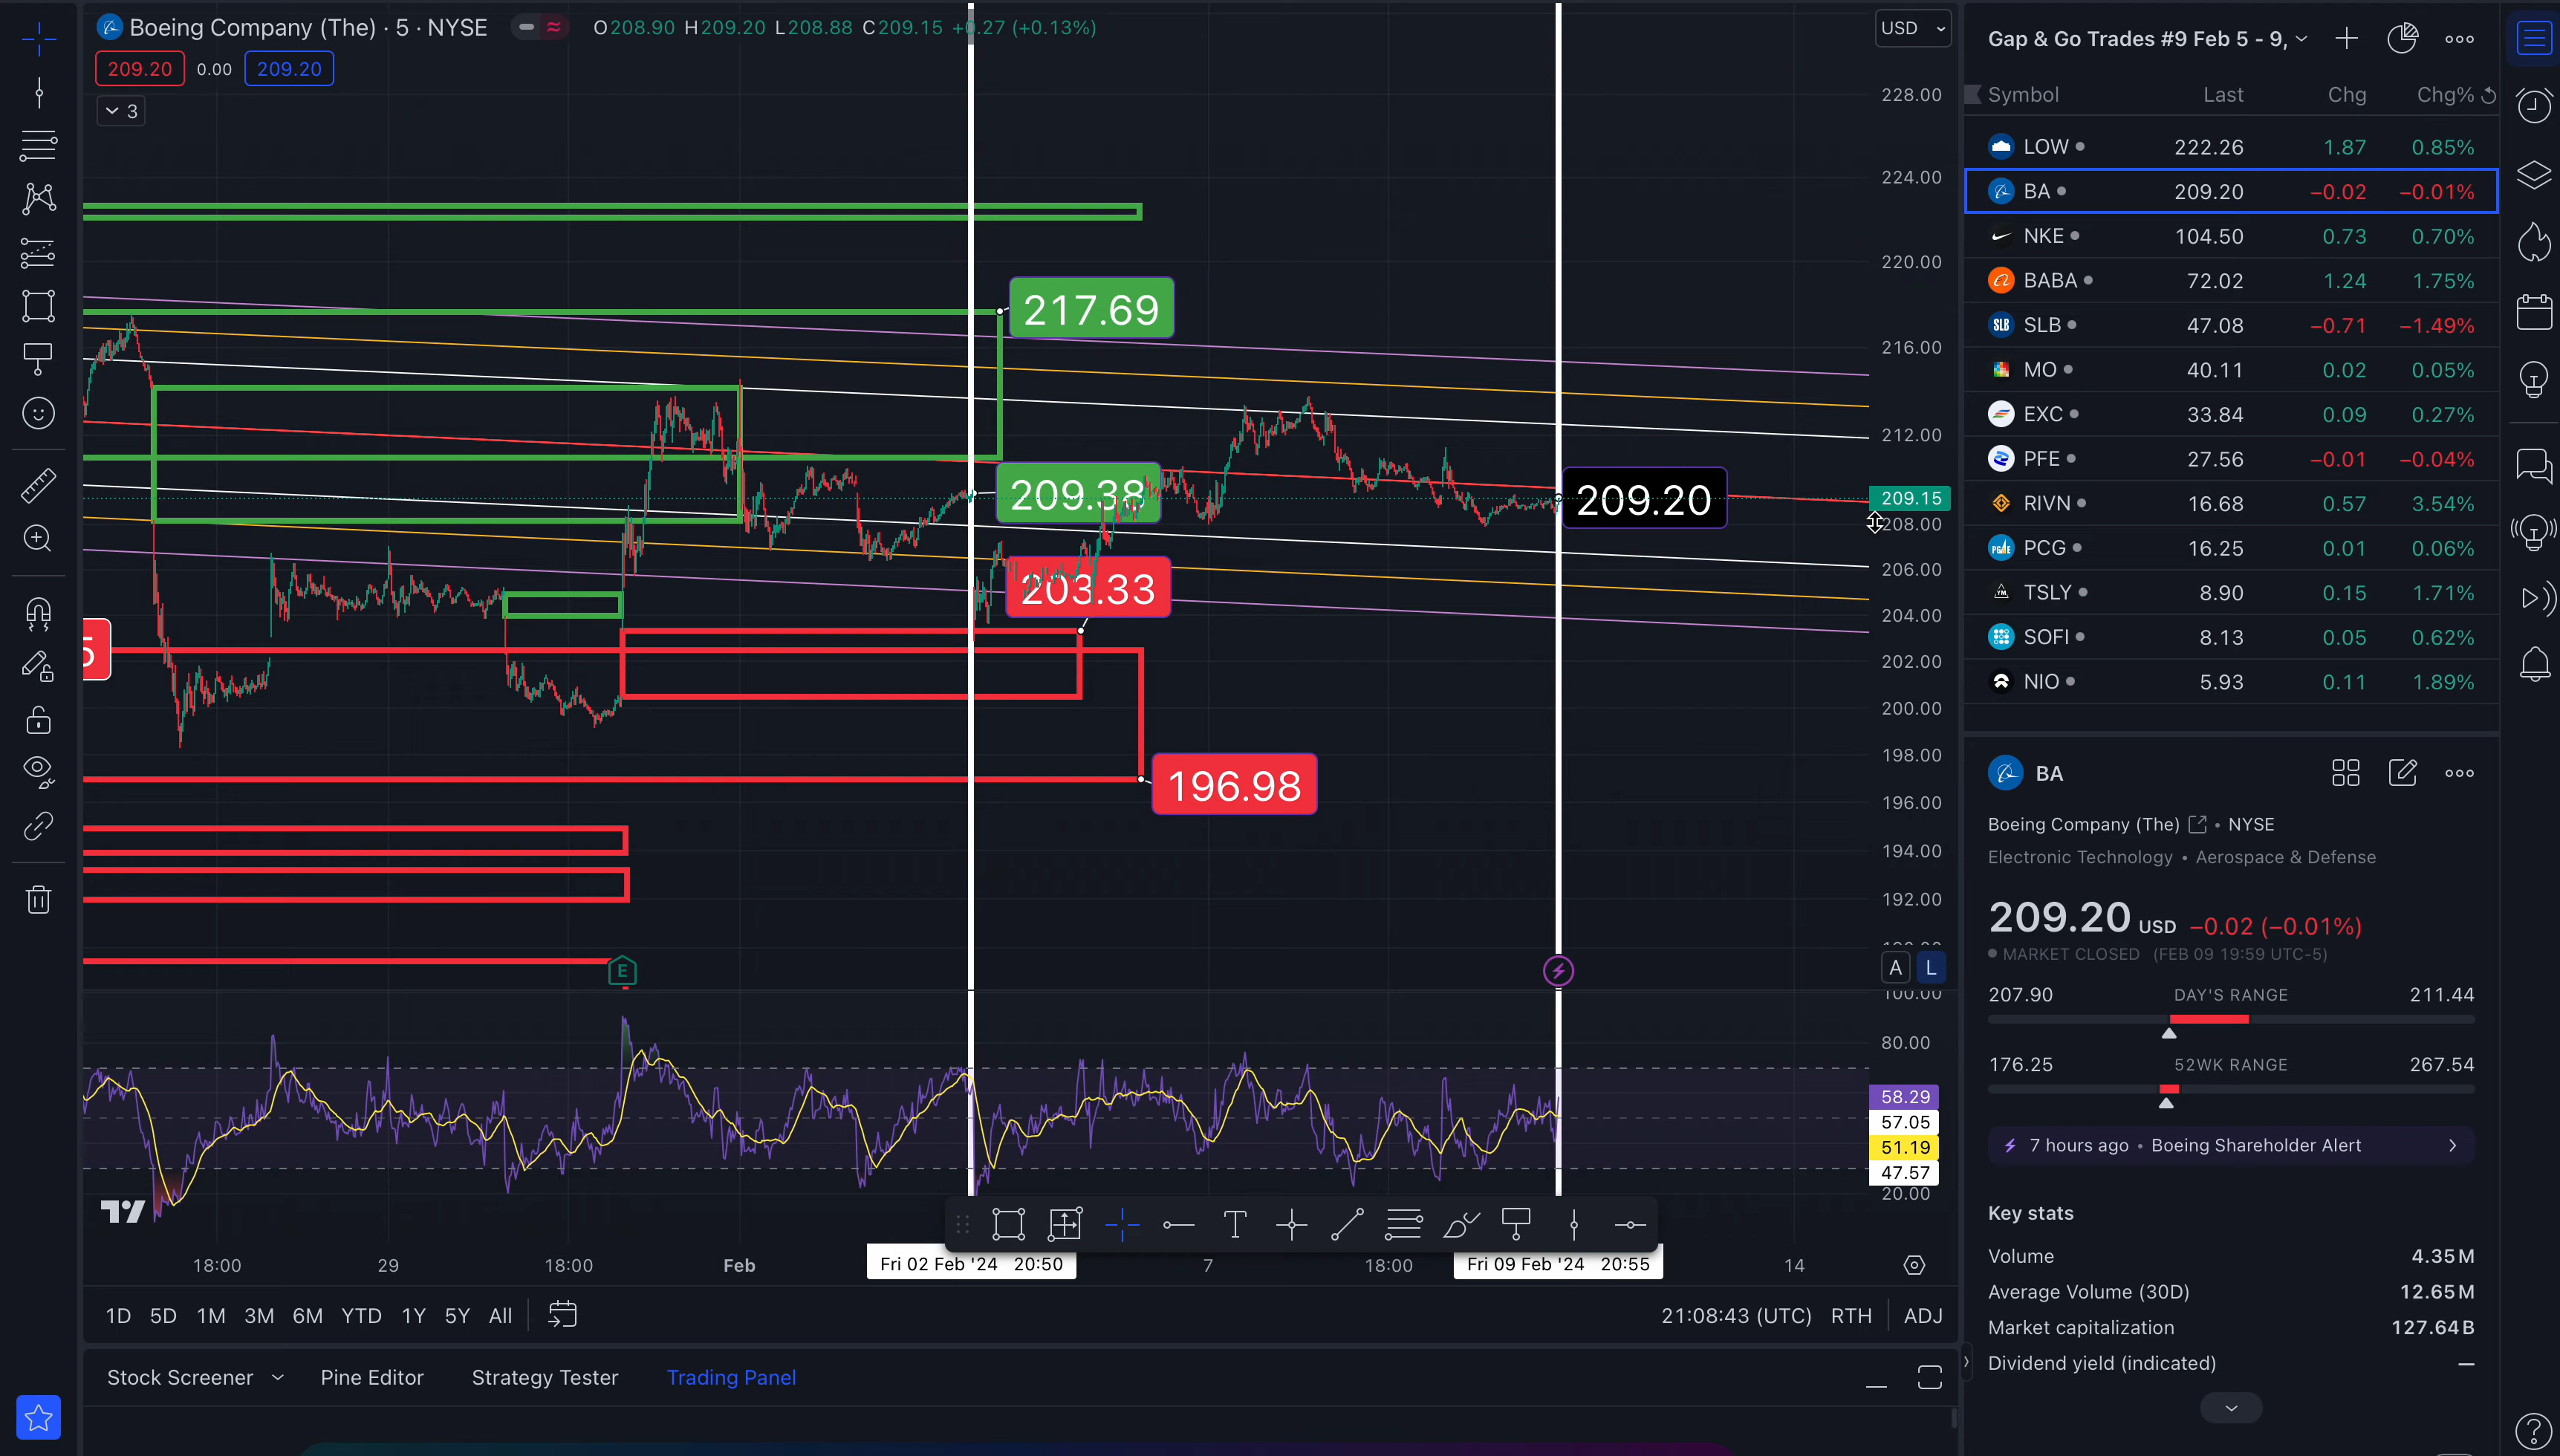 Boeing Company (The) · 5 · NYSE
O208.90 H209.20 L208.88 C209.15 +0.27 (+0.13%)
USD
209.20 0.00 209.20
3
228.00
224.00
220.00
216.00
212.00
209.15
208.00
206.00
204.00
202.00
200.00
198.00
196.00
194.00
192.00
217.69
209.38
209.20
203.33
5
196.98
E
A L
100.00
80.00
58.29
57.05
51.19
47.57
20.00
18:00 29 18:00 Feb Fri 02 Feb '24 20:50 7 18:00 Fri 09 Feb '24 20:55 14
1D 5D 1M 3M 6M YTD 1Y 5Y All
21:08:43 (UTC) RTH ADJ
Stock Screener Pine Editor Strategy Tester Trading Panel
Gap & Go Trades #9 Feb 5 - 9,
Symbol Last Chg Chg%
LOW 222.26 1.87 0.85%
BA 209.20 −0.02 −0.01%
NKE 104.50 0.73 0.70%
BABA 72.02 1.24 1.75%
SLB SLB 47.08 −0.71 −1.49%
MO 40.11 0.02 0.05%
EXC 33.84 0.09 0.27%
PFE 27.56 −0.01 −0.04%
RIVN 16.68 0.57 3.54%
PG&E PCG 16.25 0.01 0.06%
YM TSLY 8.90 0.15 1.71%
SOFI 8.13 0.05 0.62%
NIO 5.93 0.11 1.89%
BA
Boeing Company (The) • NYSE
Electronic Technology • Aerospace & Defense
209.20 USD −0.02 (−0.01%)
MARKET CLOSED (FEB 09 19:59 UTC-5)
207.90 DAY'S RANGE 211.44
176.25 52WK RANGE 267.54
7 hours ago • Boeing Shareholder Alert
Key stats
Volume 4.35M
Average Volume (30D) 12.65M
Market capitalization 127.64B
Dividend yield (indicated) —